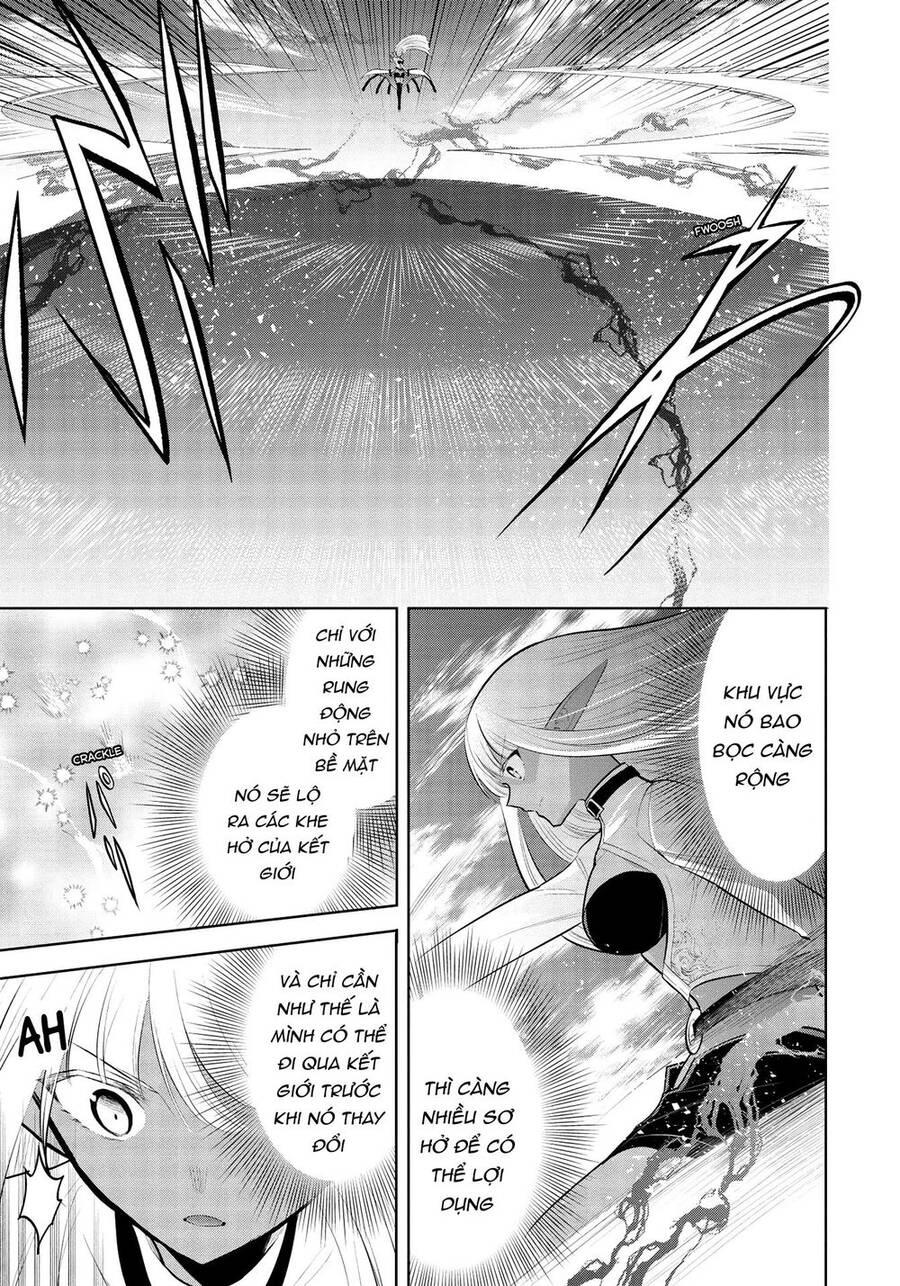 FWOOSH
KHU VỰC
NÓ BAO
BỌC CÀNG
RỘNG
THÌ CÀNG
NHIỀU SƠ
HỞ ĐỂ CÓ
THỂ LỢI
DỤNG
CHỈ VỚI
NHỮNG
RUNG
ĐỘNG
NHỎ TRÊN
BỀ MẶT
NÓ SẼ LỘ
RA CÁC KHE
HỞ CỦA KẾT
GIỚI
CRACKLE
VÀ CHỈ CẦN
NHƯ THẾ LÀ
MÌNH CÓ THỂ
ĐI QUA KẾT
GIỚI TRƯỚC
KHI NÓ THAY
ĐỔI
AH